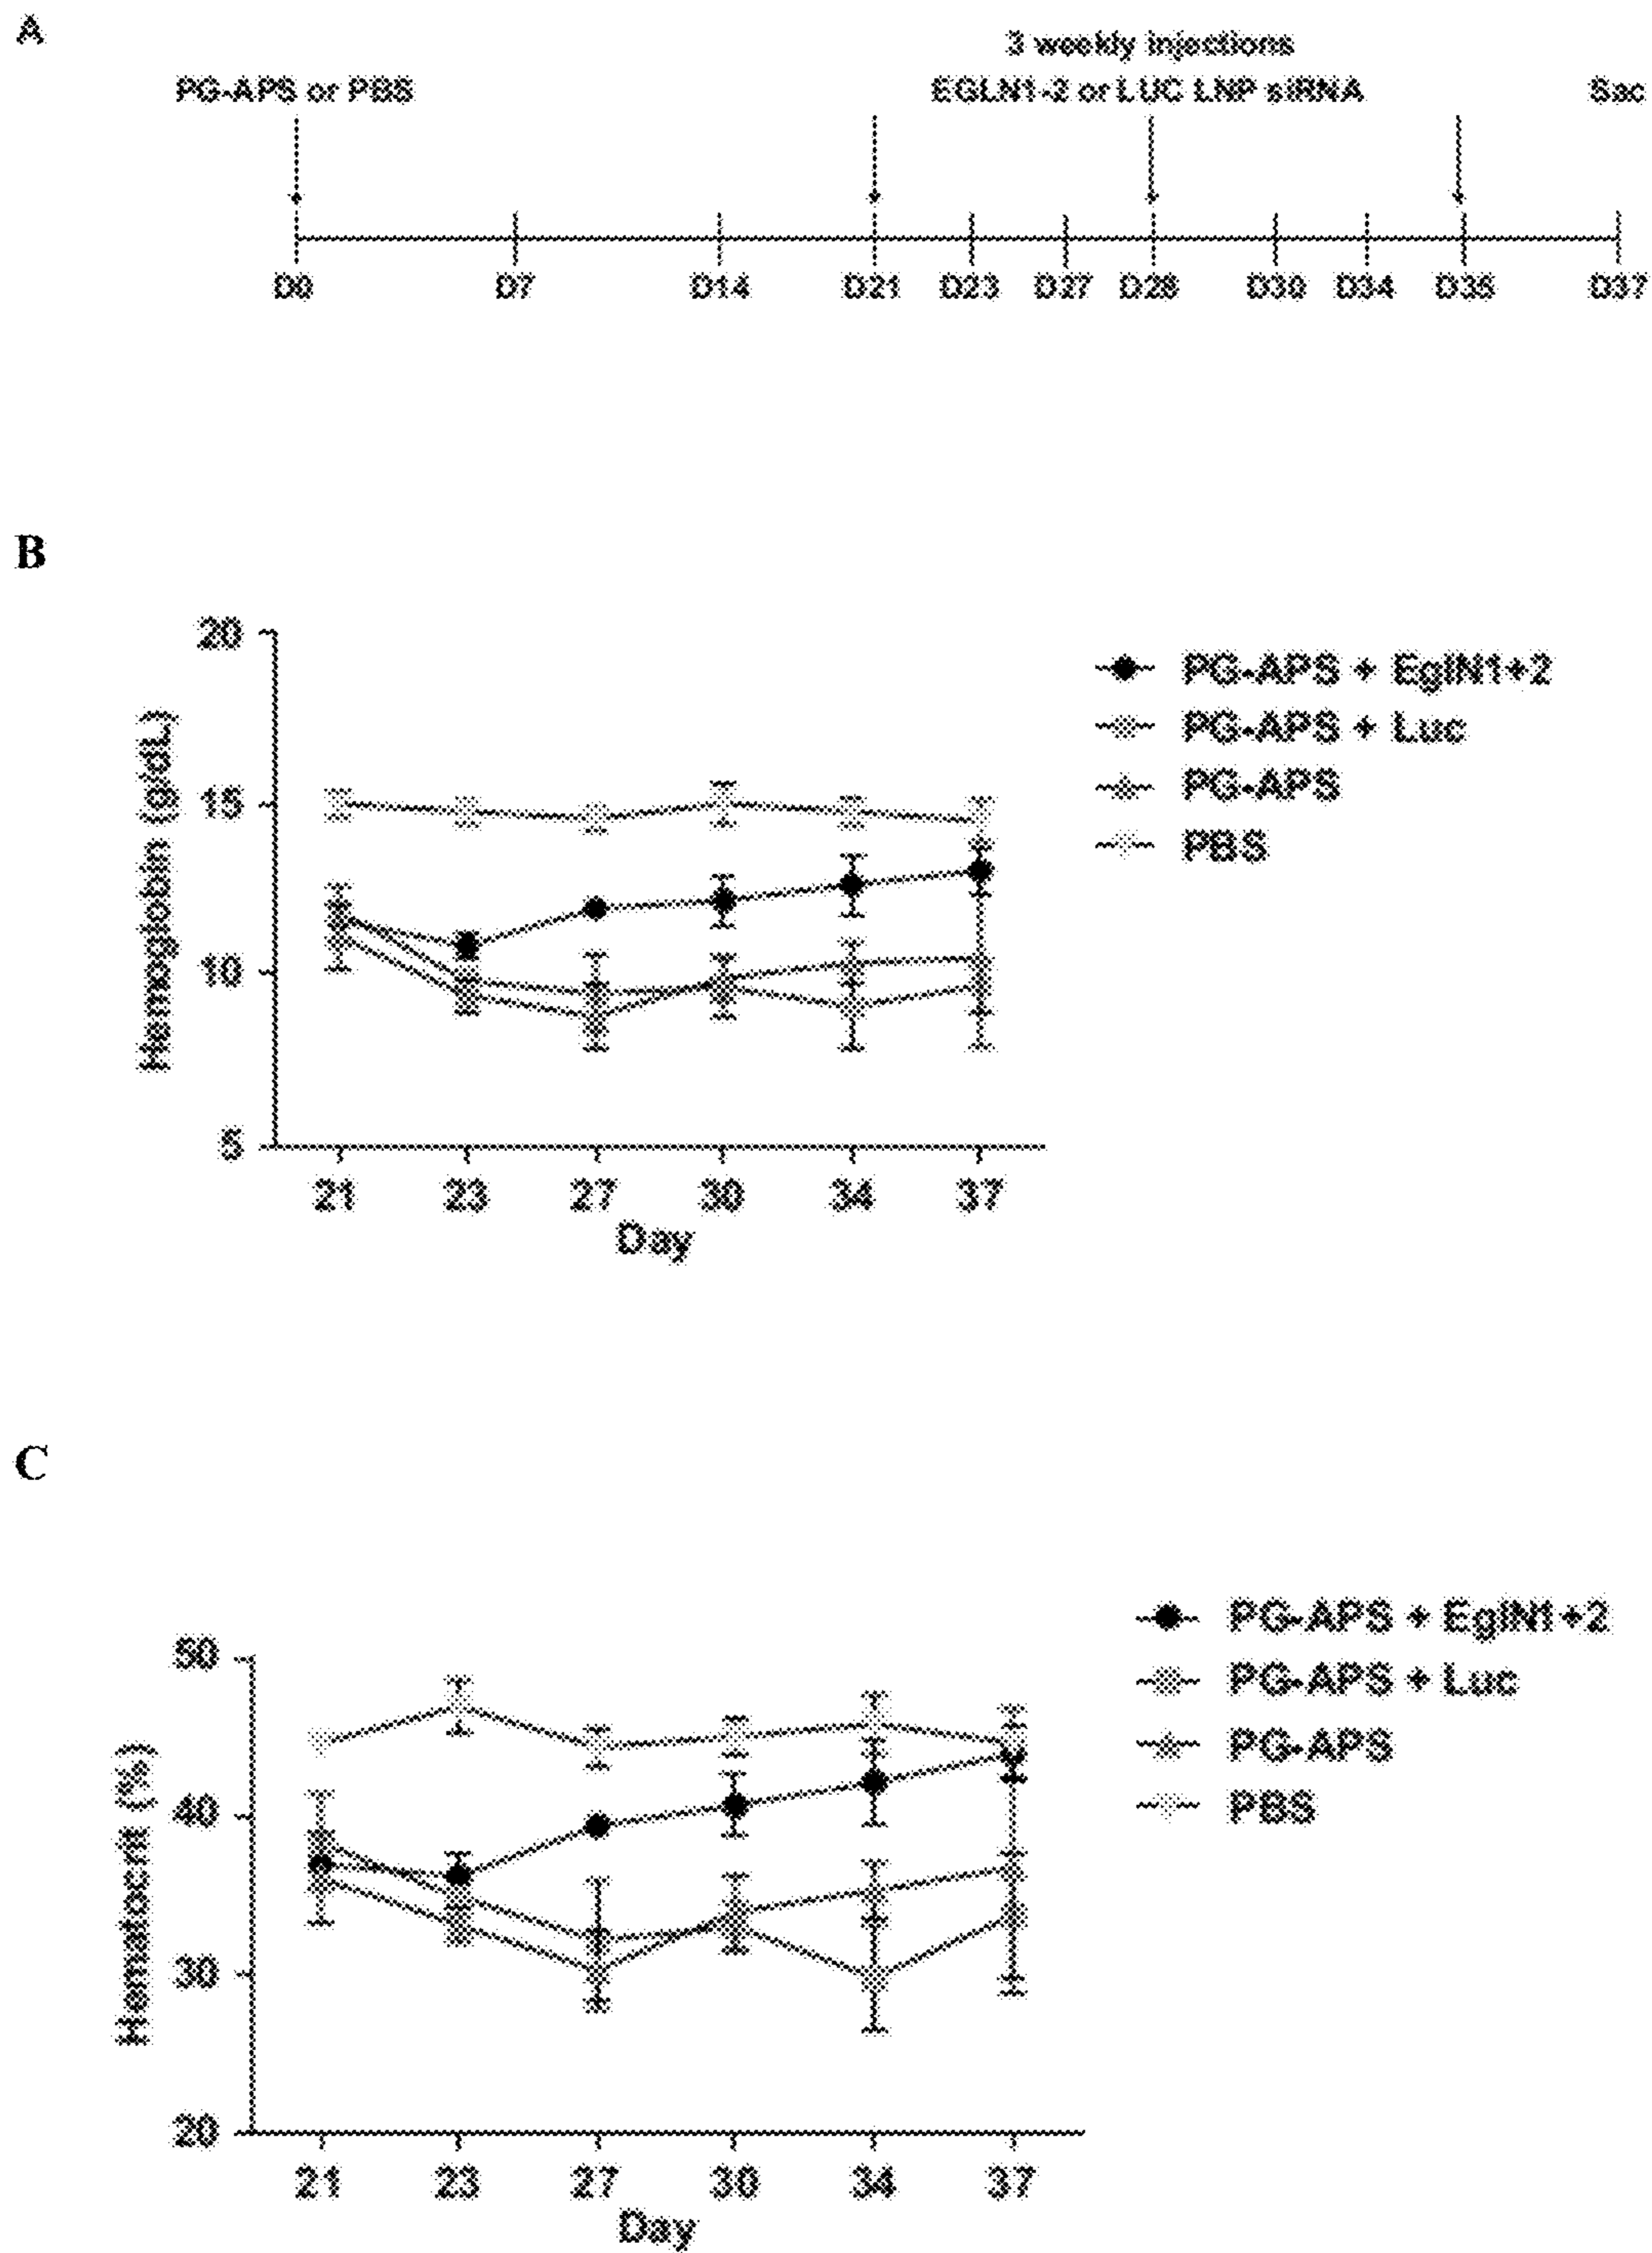 A
3 weekly injections
PG-APS or PBS
EGLN1-2 or LUC LNP siRNA
Sac
D0 D7 D14 D21 D23 D27 D28 D30 D34 D35 D37
B
20
15
10
5
Hemoglobin (g/dL)
21 23 27 30 34 37
Day
PG-APS + EglN1+2
PG-APS + Luc
PG-APS
PBS
C
50
40
30
20
Hematocrit (%)
21 23 27 30 34 37
Day
PG-APS + EglN1+2
PG-APS + Luc
PG-APS
PBS